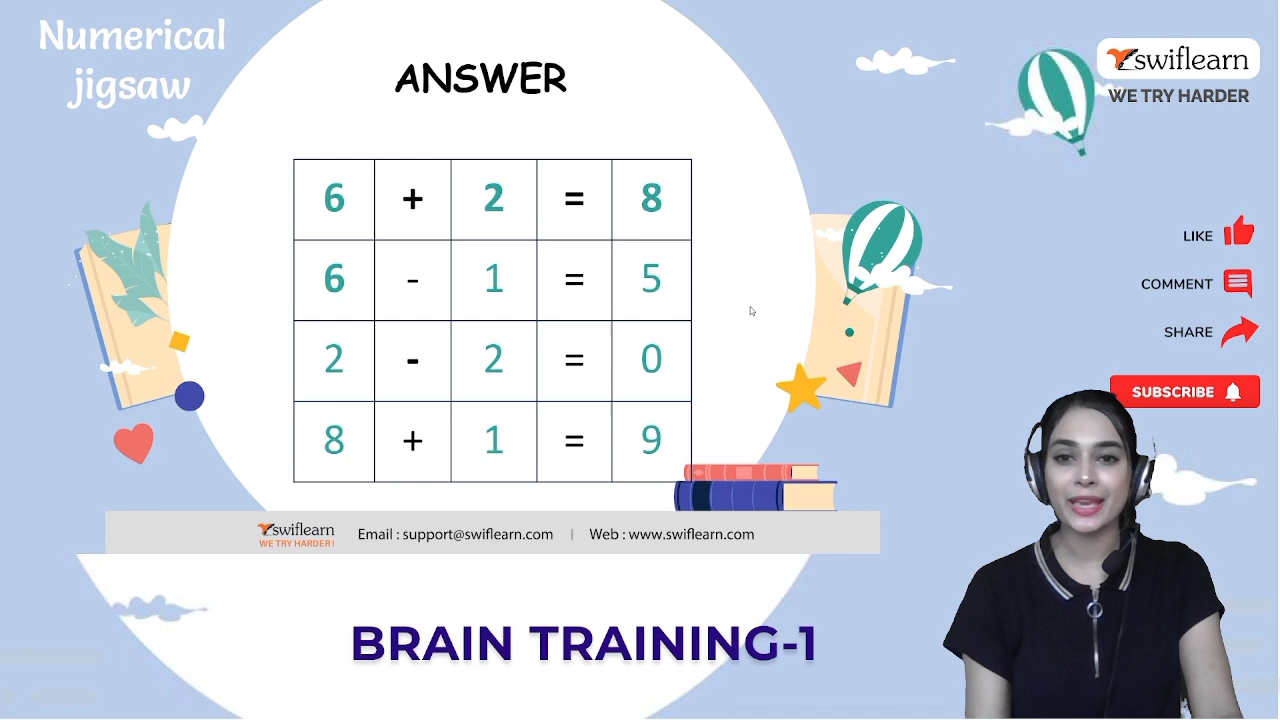 Numerical
jigsaw
ANSWER
swiflearn
WE TRY HARDER
6 + 2 = 8
6 - 1 = 5
2 - 2 = 0
8 + 1 = 9
LIKE
COMMENT
SHARE
SUBSCRIBE
swiflearn
WE TRY HARDER!
Email : support@swiflearn.com | Web : www.swiflearn.com
BRAIN TRAINING-1